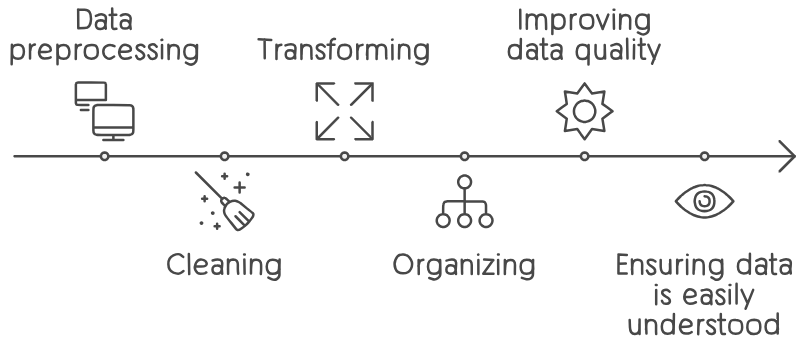 Data
preprocessing
Cleaning
Transforming
Organizing
Improving
data quality
Ensuring data
is easily
understood